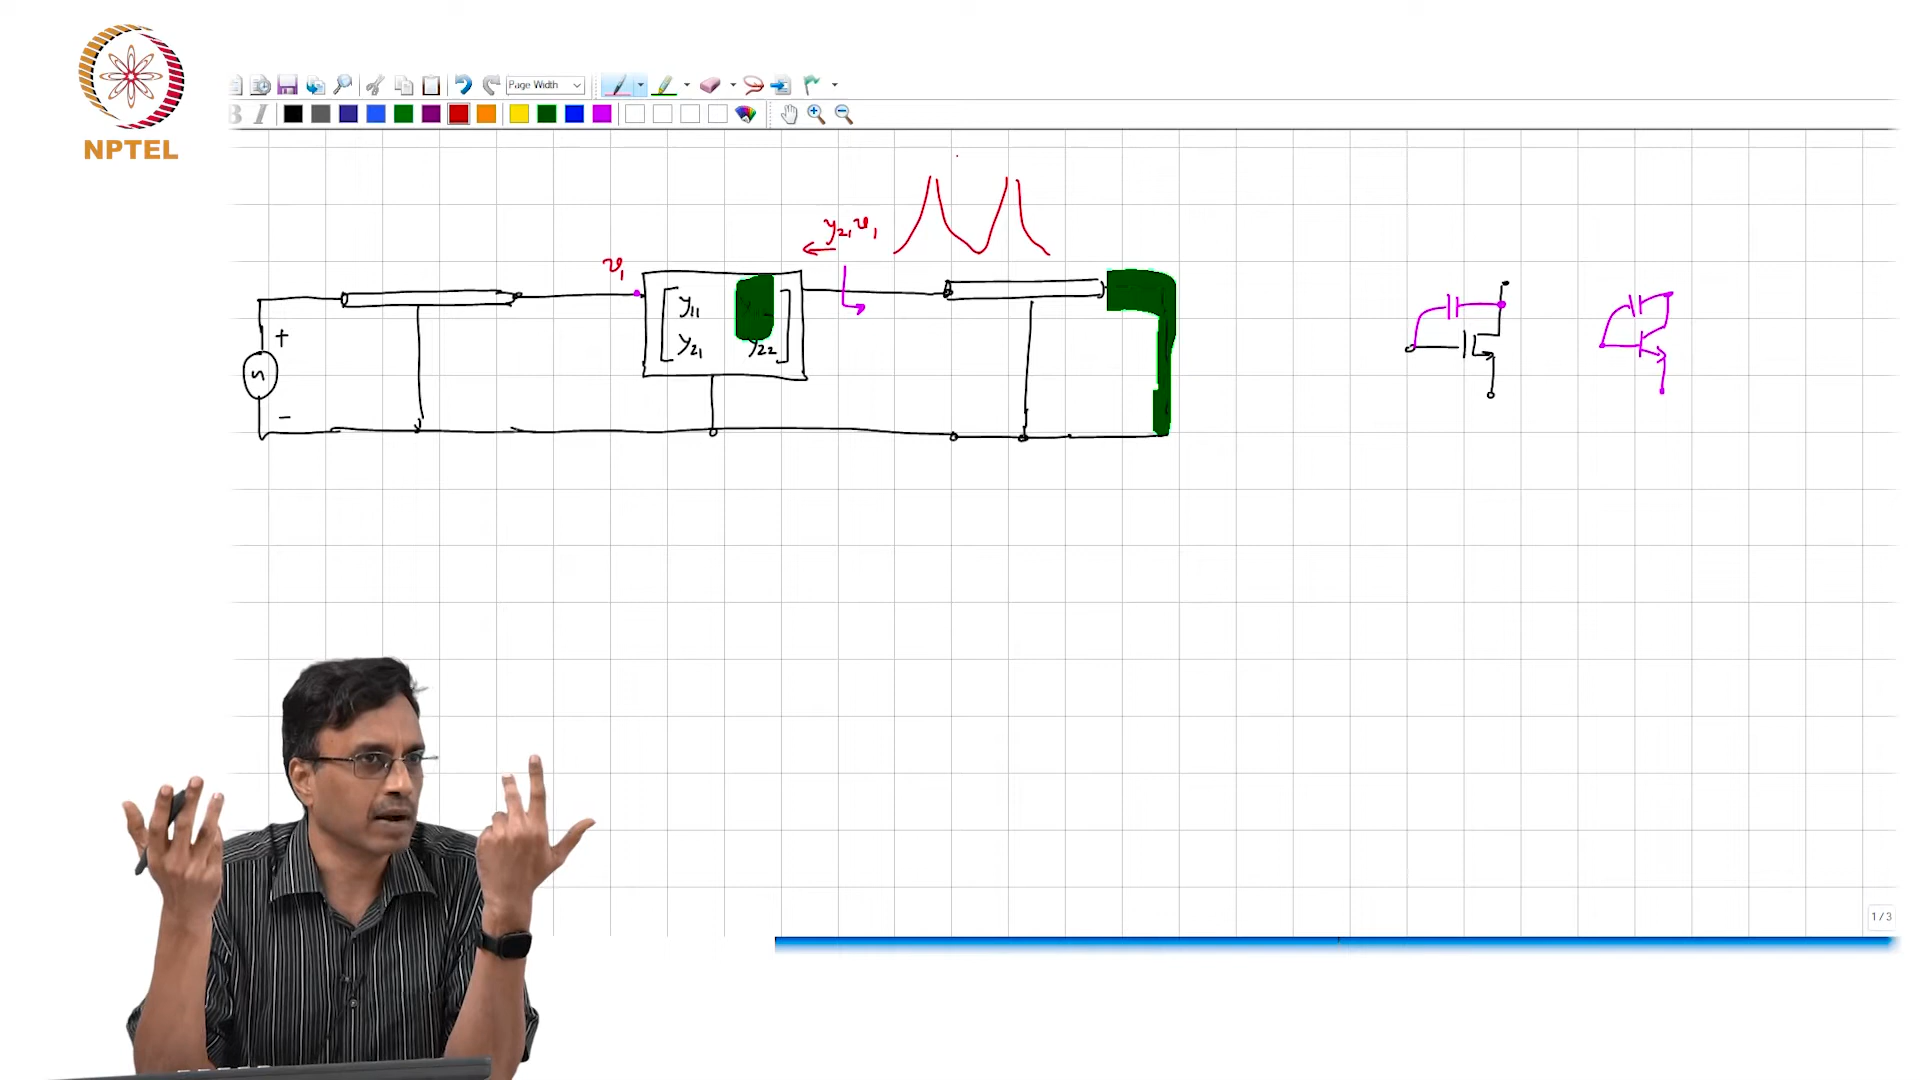 NPTEL
Page Width
B I
y21v1
v1
y11
y21 y22
+
-
1/3